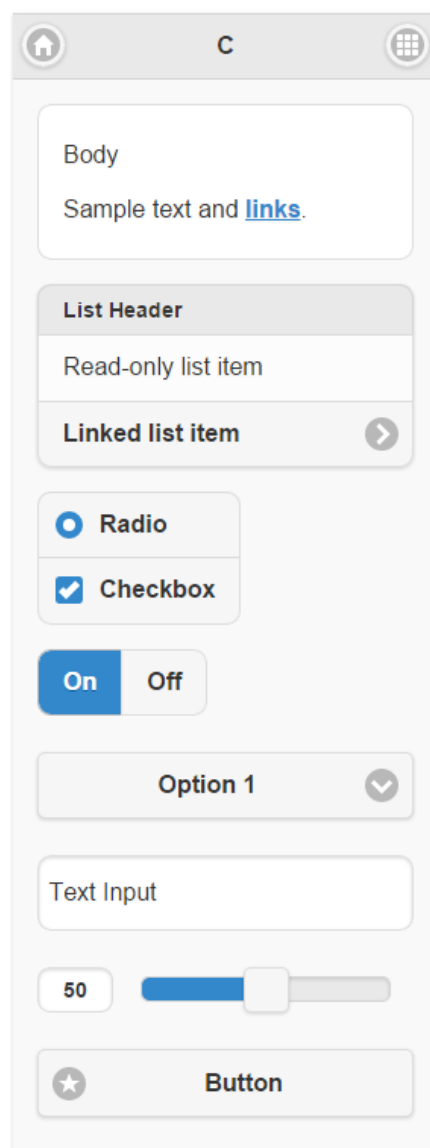 C
Body
Sample text and links.
List Header
Read-only list item
Linked list item
Radio
Checkbox
On Off
Option 1
Text Input
50
Button